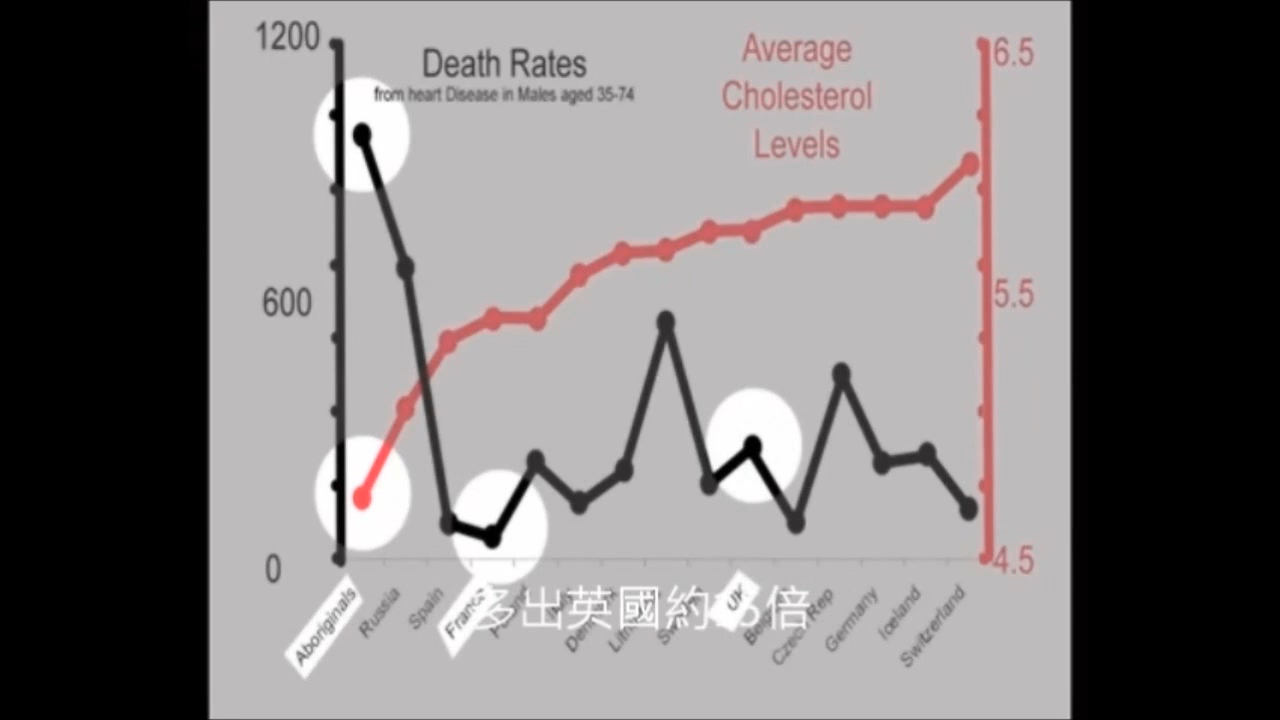 1200
600
0
Death Rates
from heart Disease in Males aged 35-74
Average
Cholesterol
Levels
6.5
5.5
4.5
Aboriginals
Russia
Spain
France
UK
Czech Rep
Germany
Iceland
Switzerland
多出英國約15倍